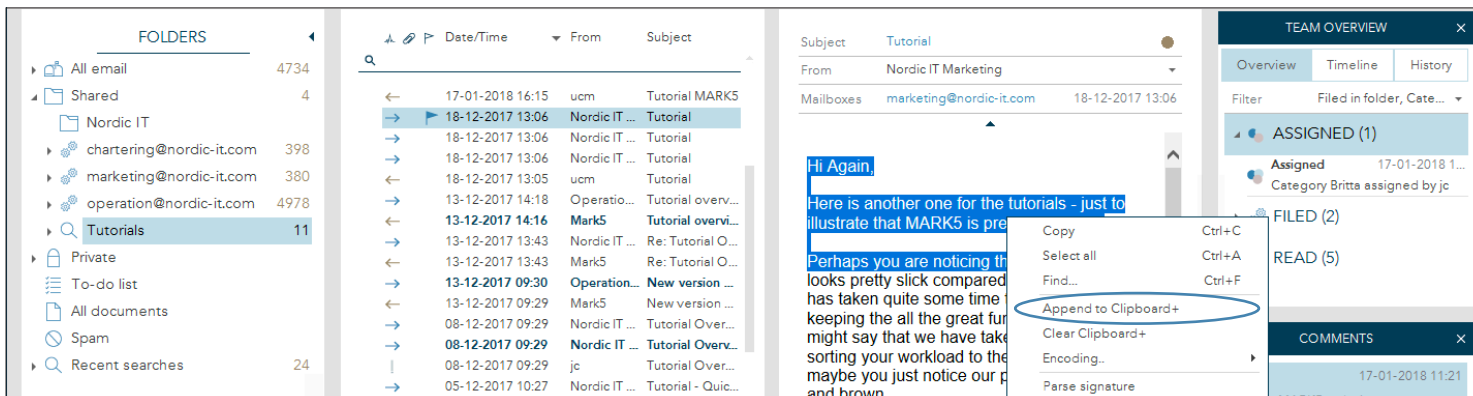 FOLDERS
All email 4734
Shared 4
Nordic IT
chartering@nordic-it.com 398
marketing@nordic-it.com 380
operation@nordic-it.com 4978
Tutorials 11
Private
To-do list
All documents
Spam
Recent searches 24
Date/Time From Subject
17-01-2018 16:15 ucm Tutorial MARK5
18-12-2017 13:06 Nordic IT ... Tutorial
18-12-2017 13:06 Nordic IT ... Tutorial
18-12-2017 13:06 Nordic IT ... Tutorial
18-12-2017 13:05 ucm Tutorial
13-12-2017 14:18 Operatio... Tutorial overv...
13-12-2017 14:16 Mark5 Tutorial overvi...
13-12-2017 13:43 Nordic IT ... Re: Tutorial O...
13-12-2017 13:43 Mark5 Re: Tutorial O...
13-12-2017 09:30 Operation... New version ...
13-12-2017 09:29 Mark5 New version ...
08-12-2017 09:29 Nordic IT ... Tutorial Over...
08-12-2017 09:29 Nordic IT ... Tutorial Overv...
08-12-2017 09:29 jc Tutorial Over...
05-12-2017 10:27 Nordic IT ... Tutorial - Quic...
Subject Tutorial
From Nordic IT Marketing
Mailboxes marketing@nordic-it.com 18-12-2017 13:06
Hi Again,
Here is another one for the tutorials - just to
illustrate that MARK5 is pre
Perhaps you are noticing th
looks pretty slick compared
has taken quite some time
keeping the all the great fu
might say that we have take
sorting your workload to the
maybe you just notice our p
and brown
Copy Ctrl+C
Select all Ctrl+A
Find... Ctrl+F
Append to Clipboard+
Clear Clipboard+
Encoding..
Parse signature
TEAM OVERVIEW
Overview Timeline History
Filter Filed in folder, Cate...
ASSIGNED (1)
Assigned 17-01-2018 1...
Category Britta assigned by jc
FILED (2)
READ (5)
COMMENTS
17-01-2018 11:21